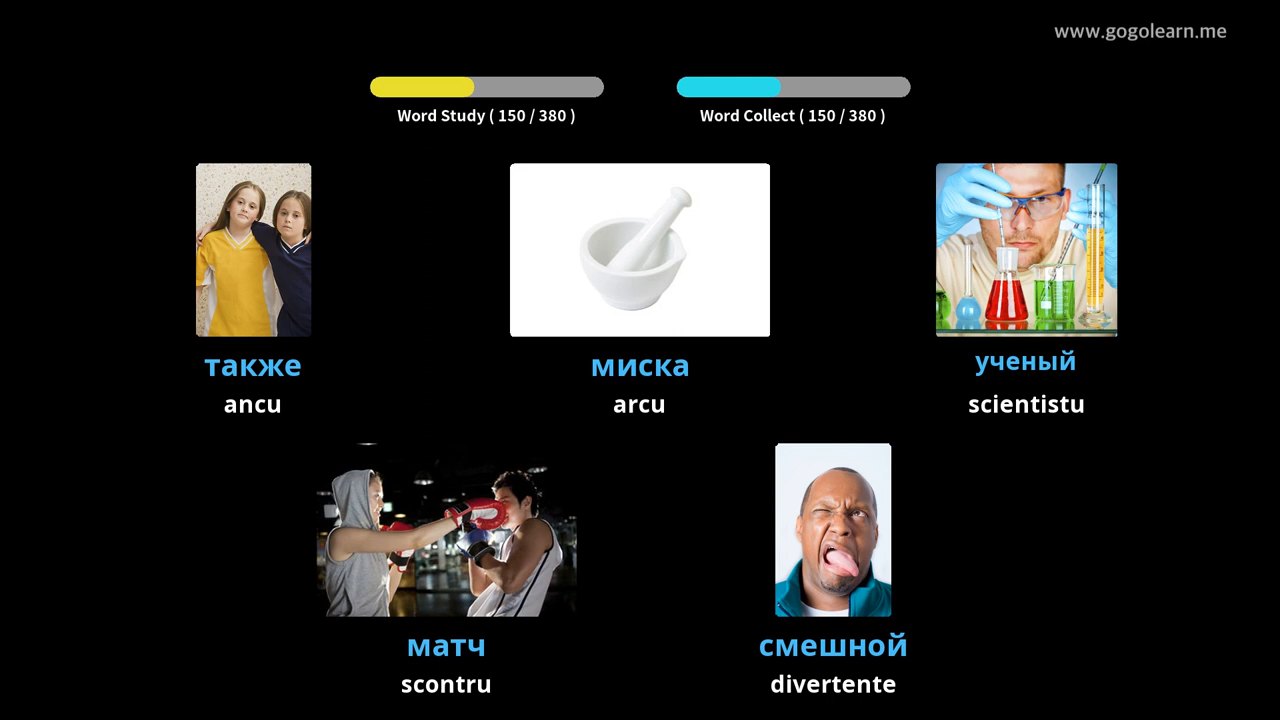 www.gogolearn.me
Word Study ( 150 / 380 )
Word Collect ( 150 / 380 )
также
ancu
миска
arcu
ученый
scientistu
матч
scontru
смешной
divertente